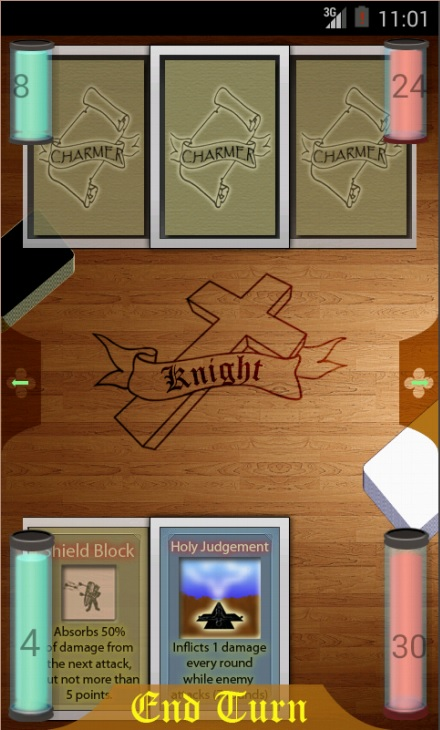 3G 11:01
8
24
CHARMER CHARMER CHARMER
Knight
Shield Block
Absorbs 50%
of damage from
the next attack,
but not more than
5 points.
Holy Judgement
Inflicts 1 damage
every round
while enemy
attacks
4
30
End Turn